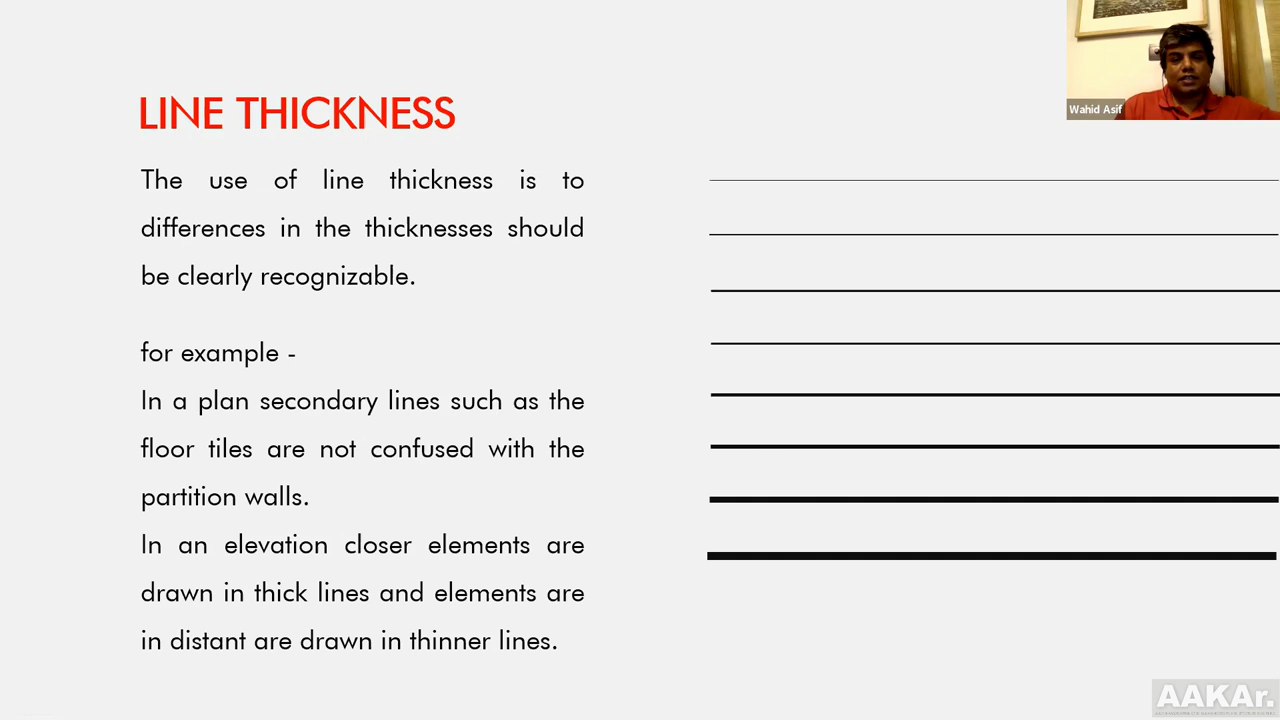 LINE THICKNESS
The use of line thickness is to
differences in the thicknesses should
be clearly recognizable.
for example -
In a plan secondary lines such as the
floor tiles are not confused with the
partition walls.
In an elevation closer elements are
drawn in thick lines and elements are
in distant are drawn in thinner lines.
Wahid Asif
AAKAr.